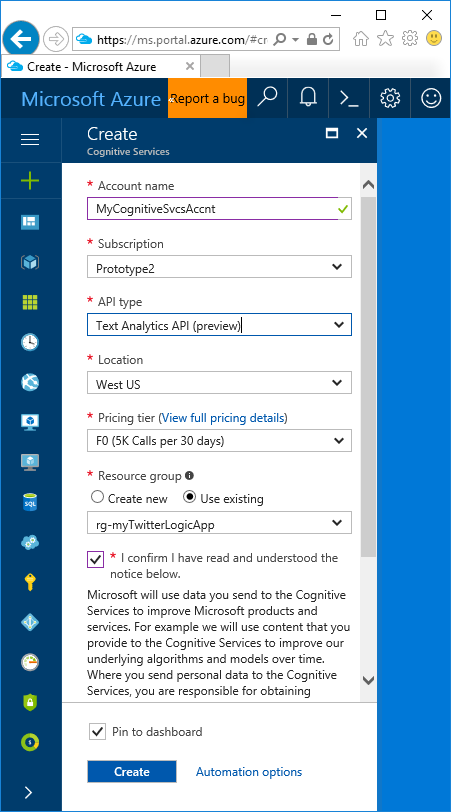 https://ms.portal.azure.com/#cr
Create - Microsoft Azure
Microsoft Azure
Report a bug
Create
Cognitive Services
* Account name
MyCognitiveSvcsAccnt
* Subscription
Prototype2
* API type
Text Analytics API (preview)
* Location
West US
* Pricing tier (View full pricing details)
F0 (5K Calls per 30 days)
* Resource group
Create new Use existing
rg-myTwitterLogicApp
* I confirm I have read and understood the
notice below.
Microsoft will use data you send to the Cognitive
Services to improve Microsoft products and
services. For example we will use content that you
provide to the Cognitive Services to improve our
underlying algorithms and models over time.
Where you send personal data to the Cognitive
Services, you are responsible for obtaining
Pin to dashboard
Create Automation options
SQL